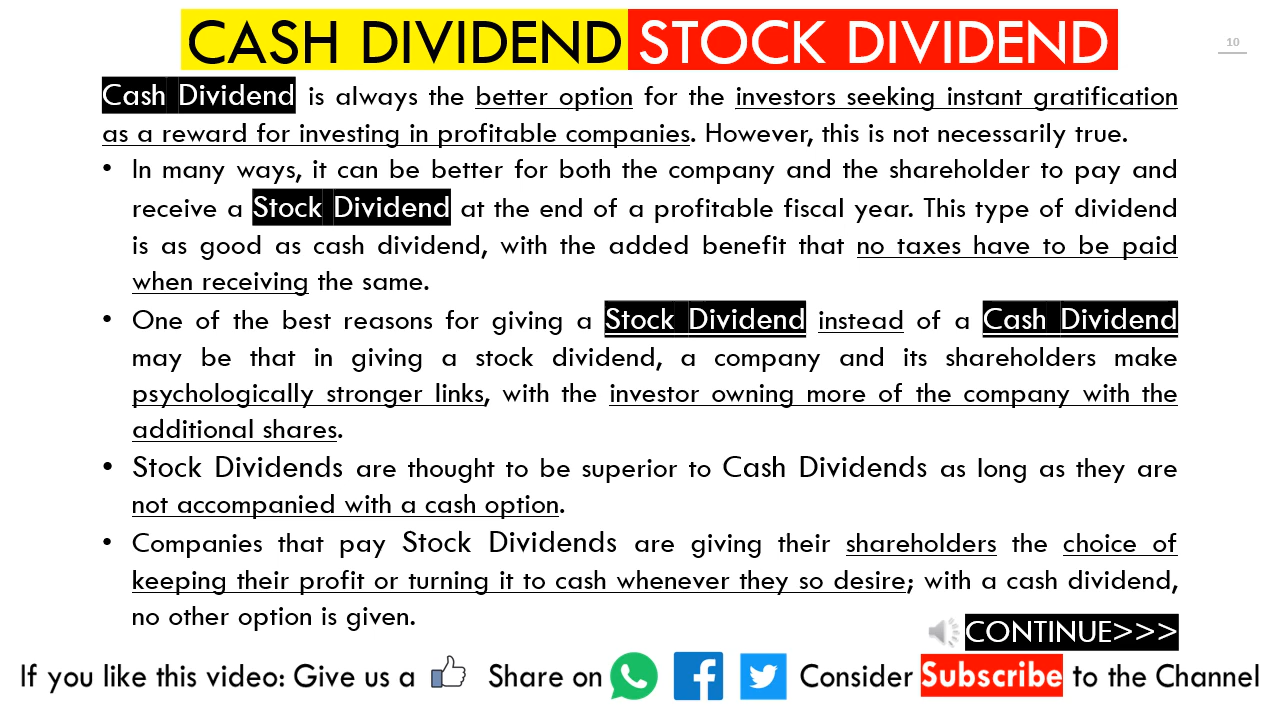 CASH DIVIDEND STOCK DIVIDEND
10
Cash Dividend is always the better option for the investors seeking instant gratification
as a reward for investing in profitable companies. However, this is not necessarily true.
• In many ways, it can be better for both the company and the shareholder to pay and
receive a Stock Dividend at the end of a profitable fiscal year. This type of dividend
is as good as cash dividend, with the added benefit that no taxes have to be paid
when receiving the same.
• One of the best reasons for giving a Stock Dividend instead of a Cash Dividend
may be that in giving a stock dividend, a company and its shareholders make
psychologically stronger links, with the investor owning more of the company with the
additional shares.
• Stock Dividends are thought to be superior to Cash Dividends as long as they are
not accompanied with a cash option.
• Companies that pay Stock Dividends are giving their shareholders the choice of
keeping their profit or turning it to cash whenever they so desire; with a cash dividend,
no other option is given.
CONTINUE>>>
If you like this video: Give us a Share on Consider Subscribe to the Channel